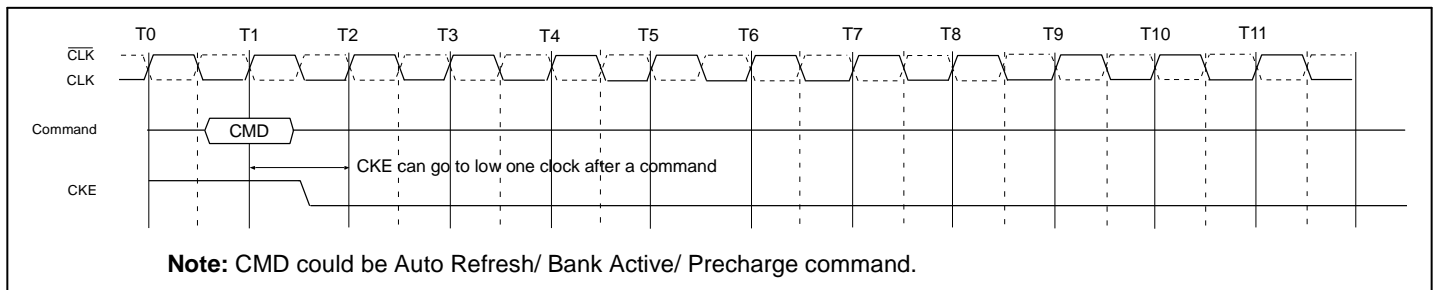 T0 T1 T2 T3 T4 T5 T6 T7 T8 T9 T10 T11
CLK
CLK
Command
CMD
CKE can go to low one clock after a command
CKE
Note: CMD could be Auto Refresh/ Bank Active/ Precharge command.